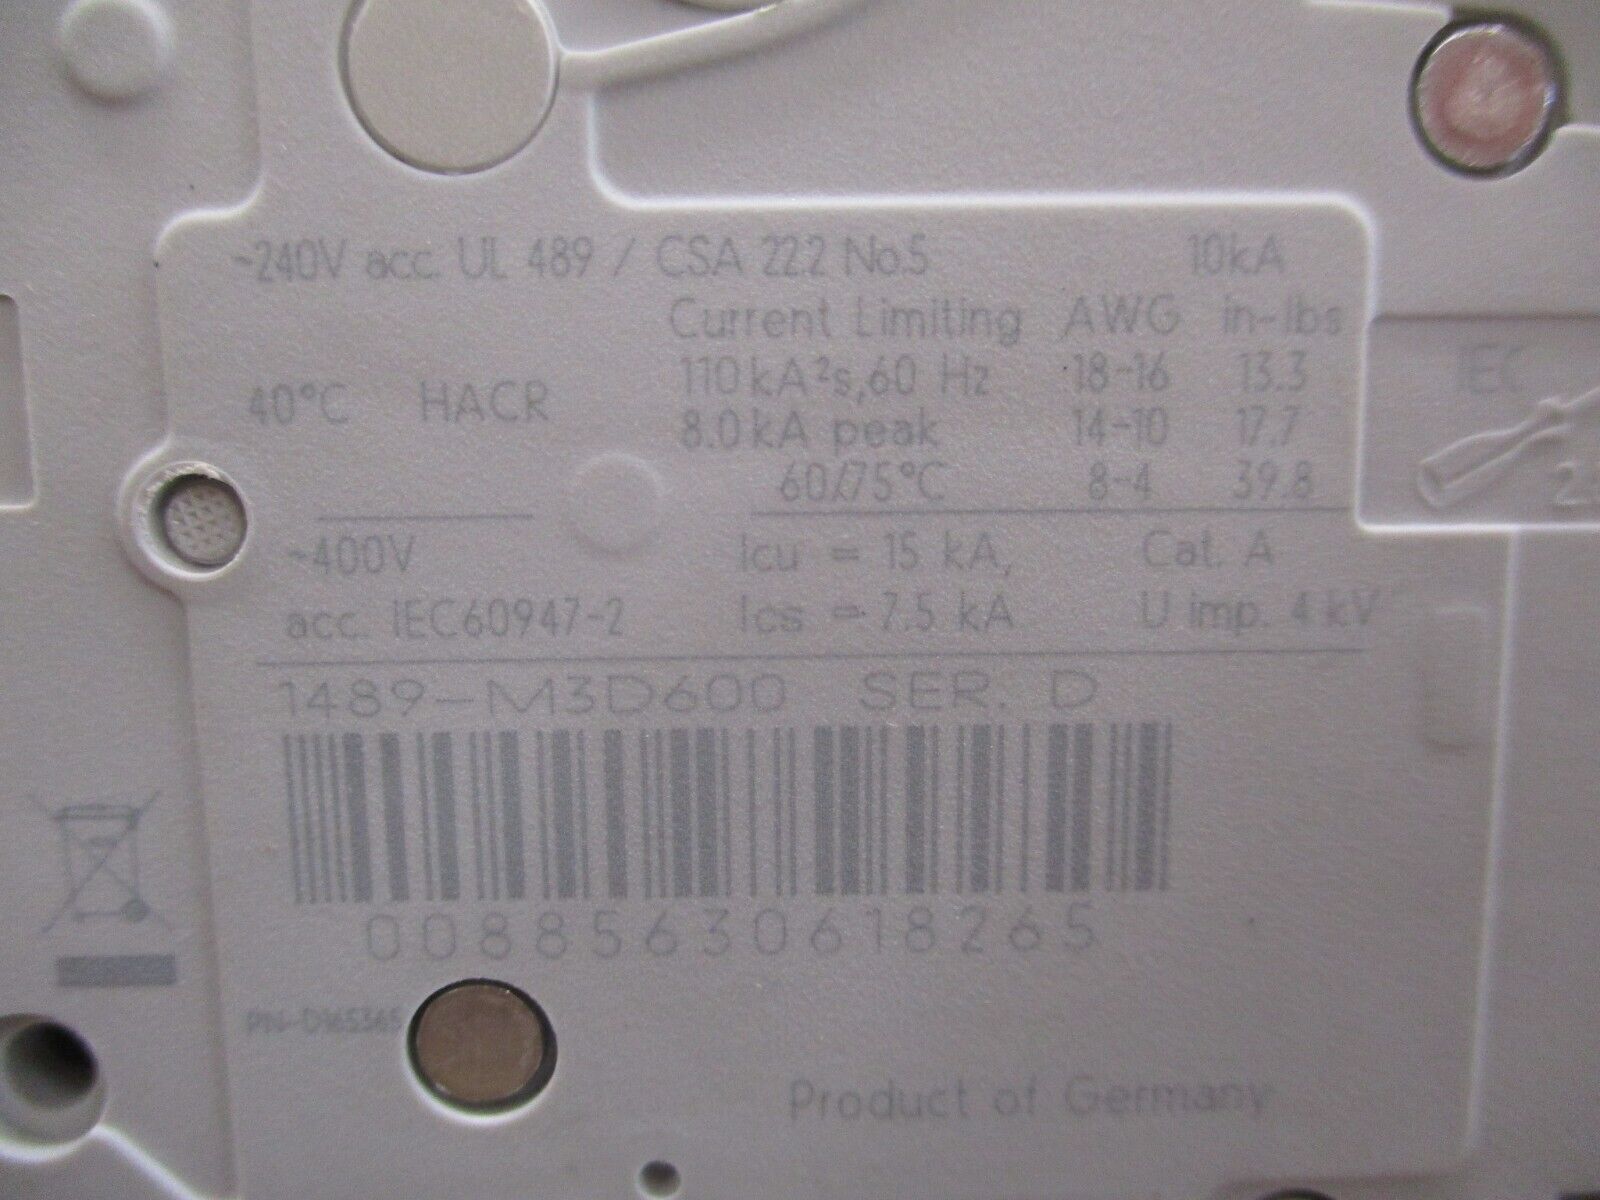 ~240V acc. UL 489 / CSA 22.2 No.5 10kA
Current Limiting AWG in-lbs
110kA²s,60 Hz 18-16 13.3
40°C HACR
8.0kA peak 14-10 17.7
60/75°C 8-4 39.8
IEC
~400V Icu = 15 kA, Cat. A
acc. IEC60947-2 Ics = 7.5 kA U imp. 4 kV
1489-M3D600 SER. D
00885630618265
PN-D165365
Product of Germany